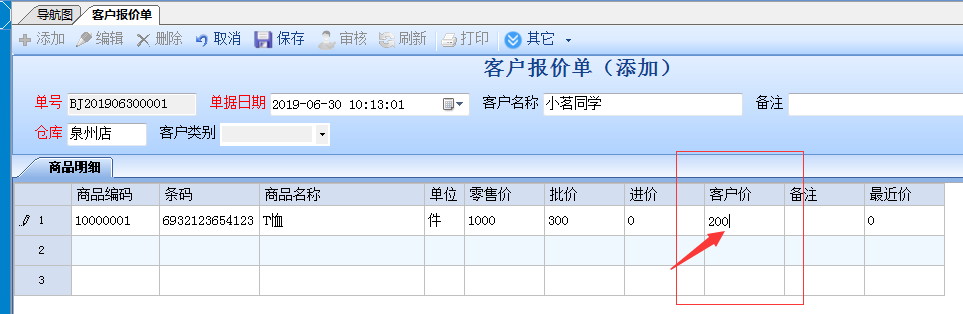 导航图 客户报价单
添加 编辑 删除 取消 保存 审核 刷新 打印 其它
客户报价单（添加）
单号 BJ201906300001 单据日期 2019-06-30 10:13:01 客户名称 小茗同学 备注
仓库 泉州店 客户类别
商品明细
商品编码 条码 商品名称 单位 零售价 批价 进价 客户价 备注 最近价
1 10000001 6932123654123 T恤 件 1000 300 0 200 0
2
3